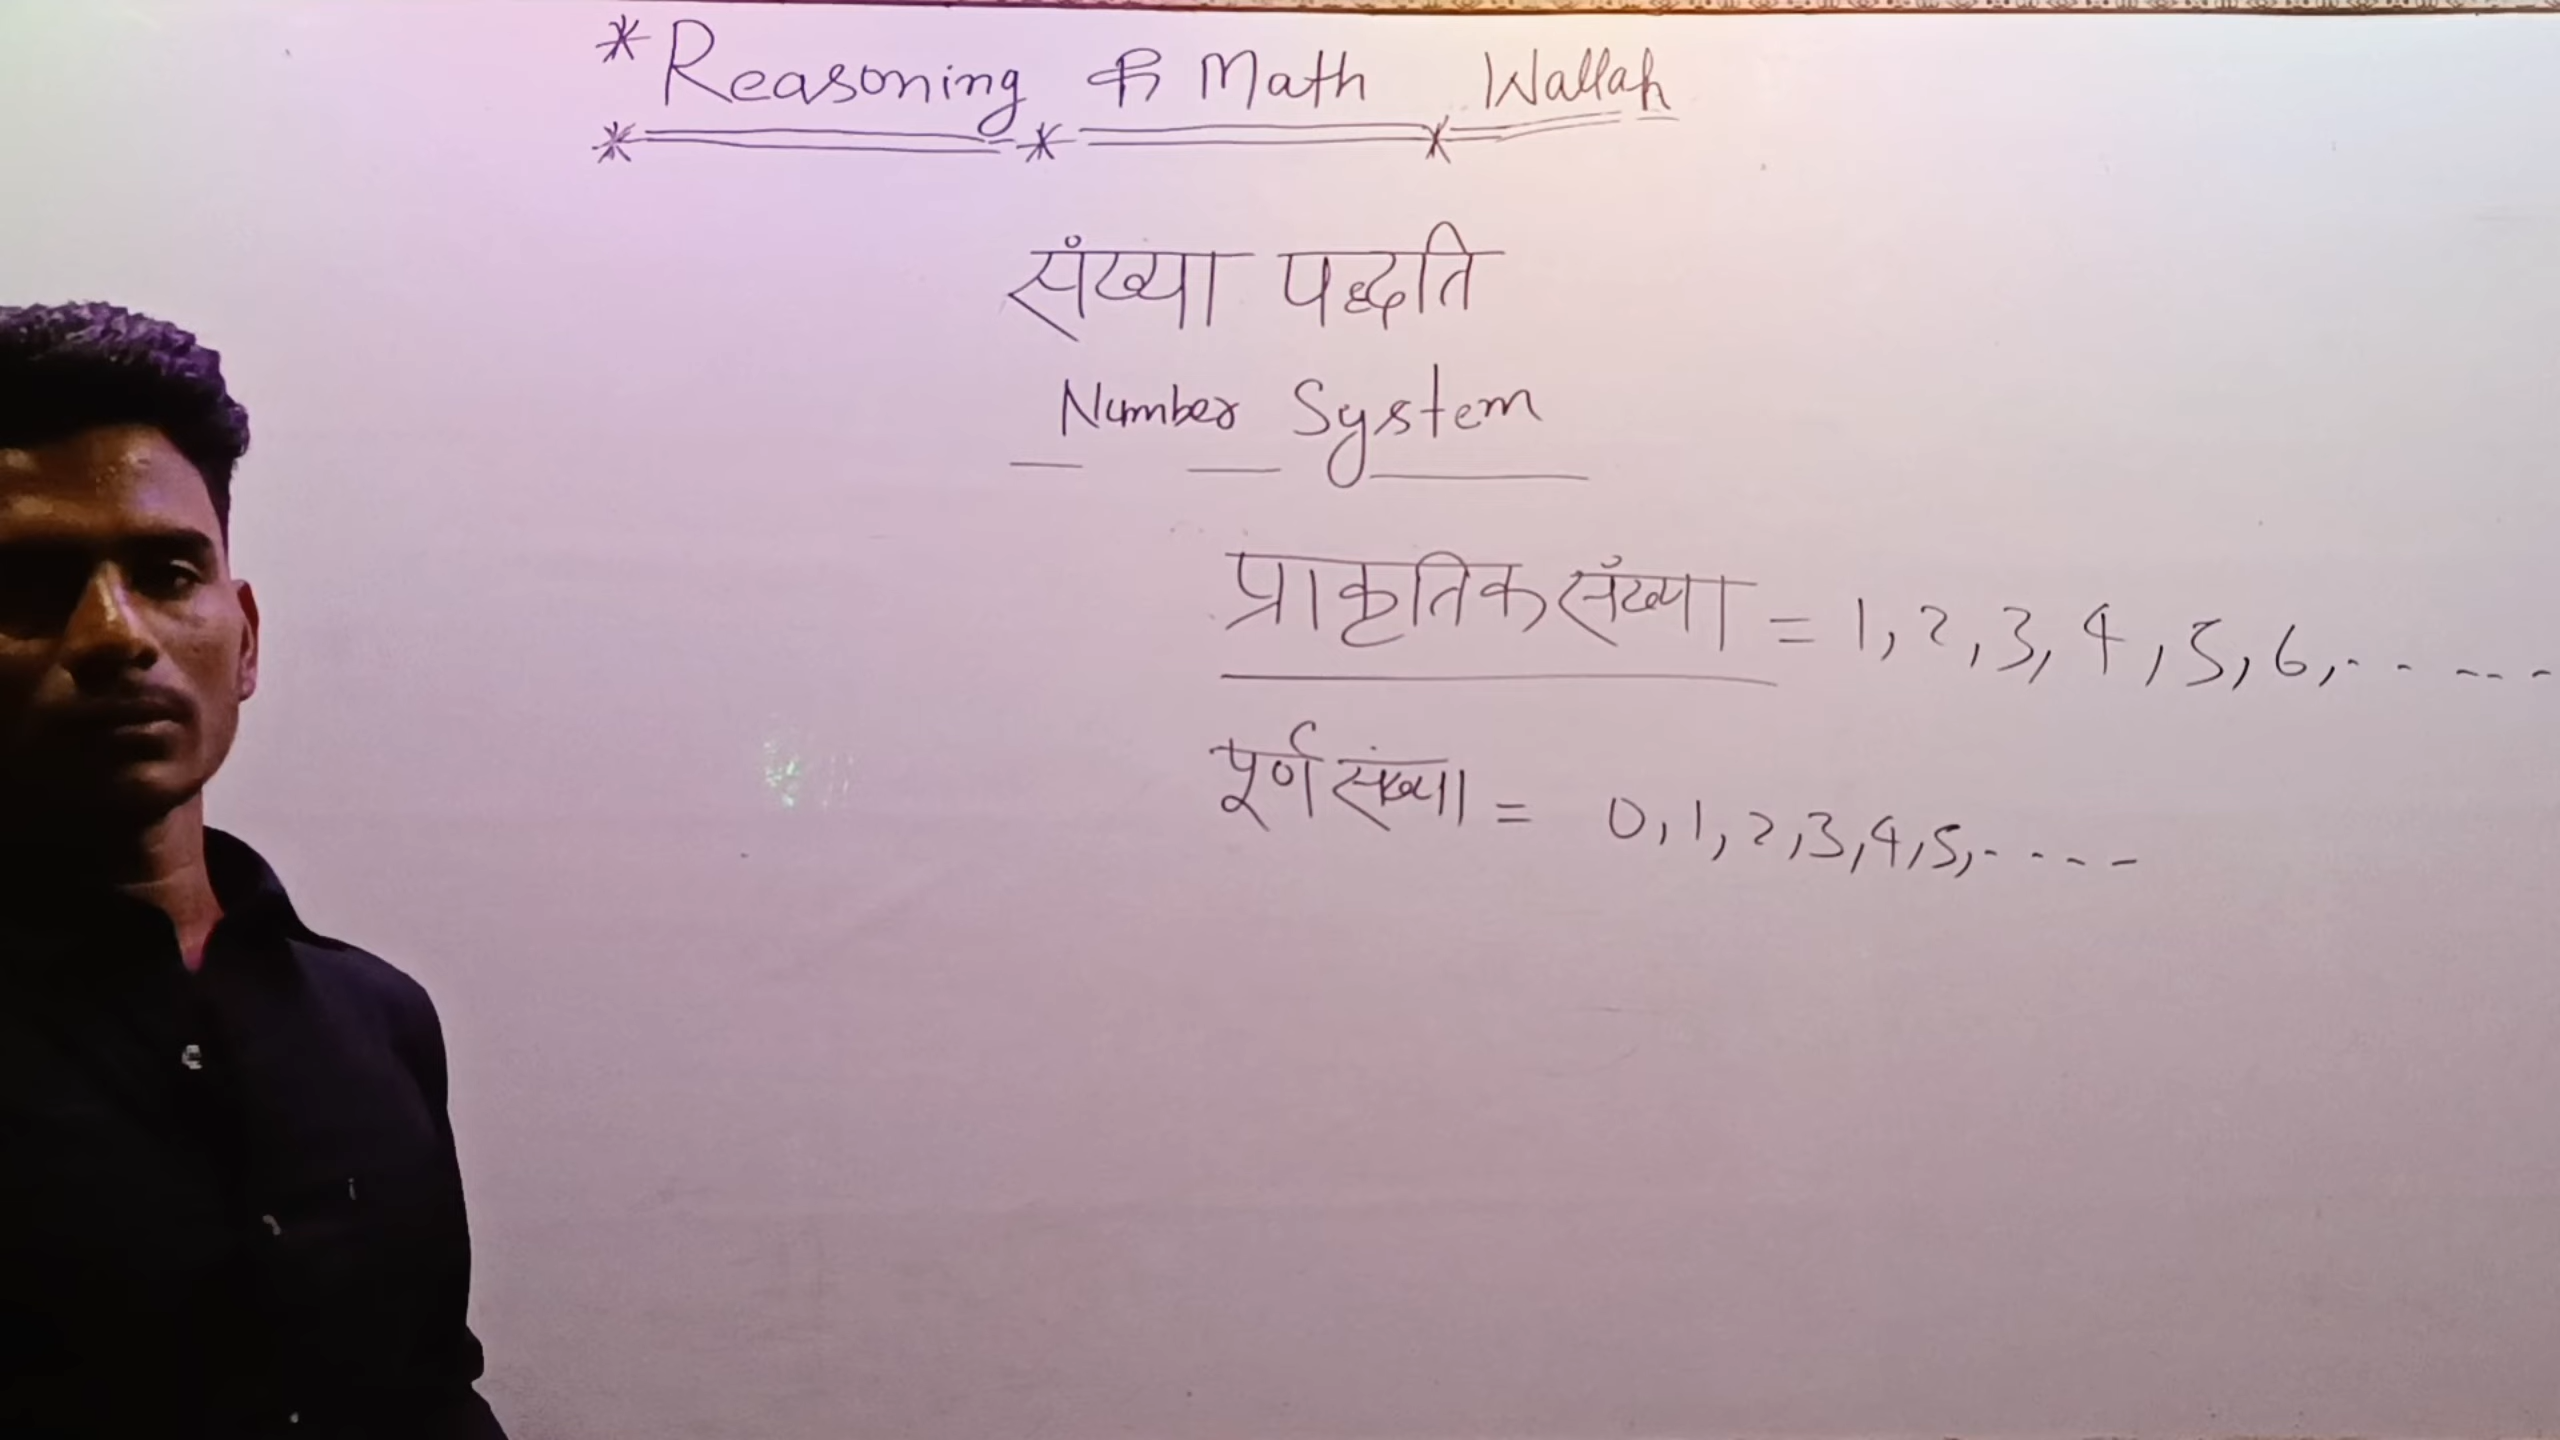 *Reasoning & Math Wallah
संख्या पद्धति
Number System
प्राकृतिक संख्या = 1, 2, 3, 4, 5, 6, . . - - - -
पूर्ण संख्या = 0, 1, 2, 3, 4, 5, . . - - -